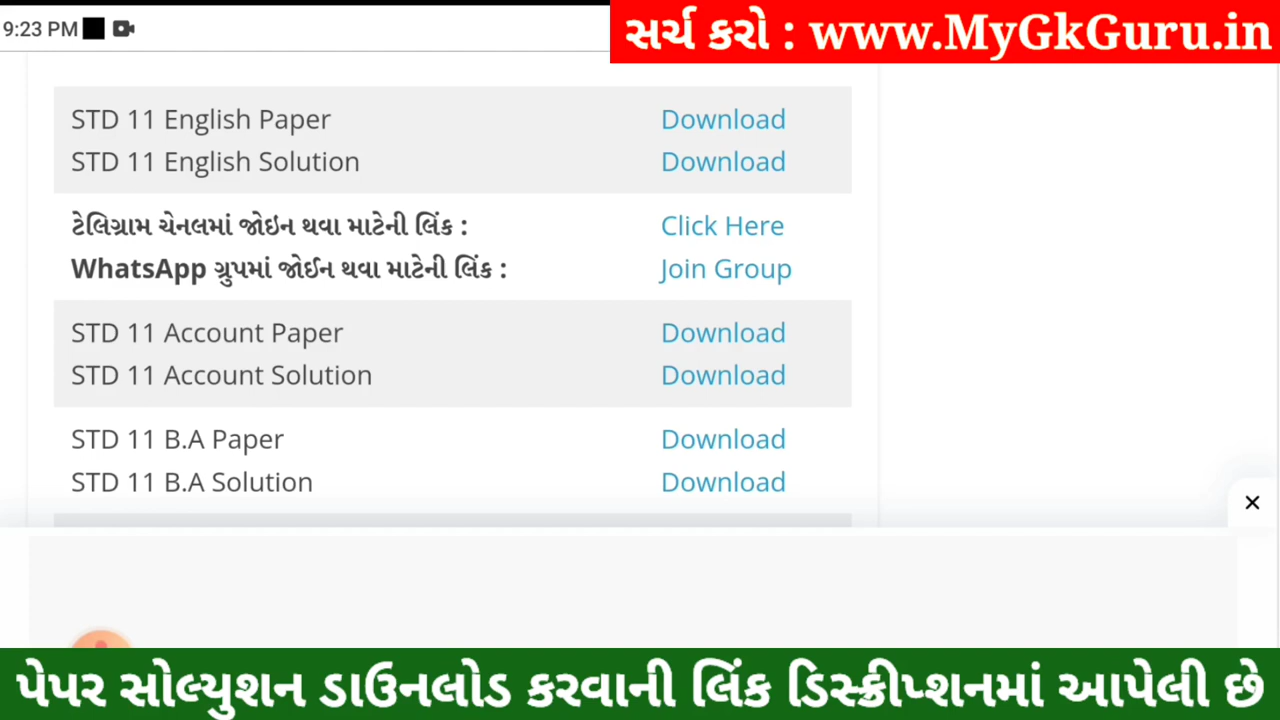 9:23 PM
સર્ચ કરો : www.MyGkGuru.in
STD 11 English Paper Download
STD 11 English Solution Download
ટેલિગ્રામ ચેનલમાં જોઇન થવા માટેની લિંક : Click Here
WhatsApp ગ્રુપમાં જોઈન થવા માટેની લિંક : Join Group
STD 11 Account Paper Download
STD 11 Account Solution Download
STD 11 B.A Paper Download
STD 11 B.A Solution Download
પેપર સોલ્યુશન ડાઉનલોડ કરવાની લિંક ડિસ્ક્રીપ્શનમાં આપેલી છે